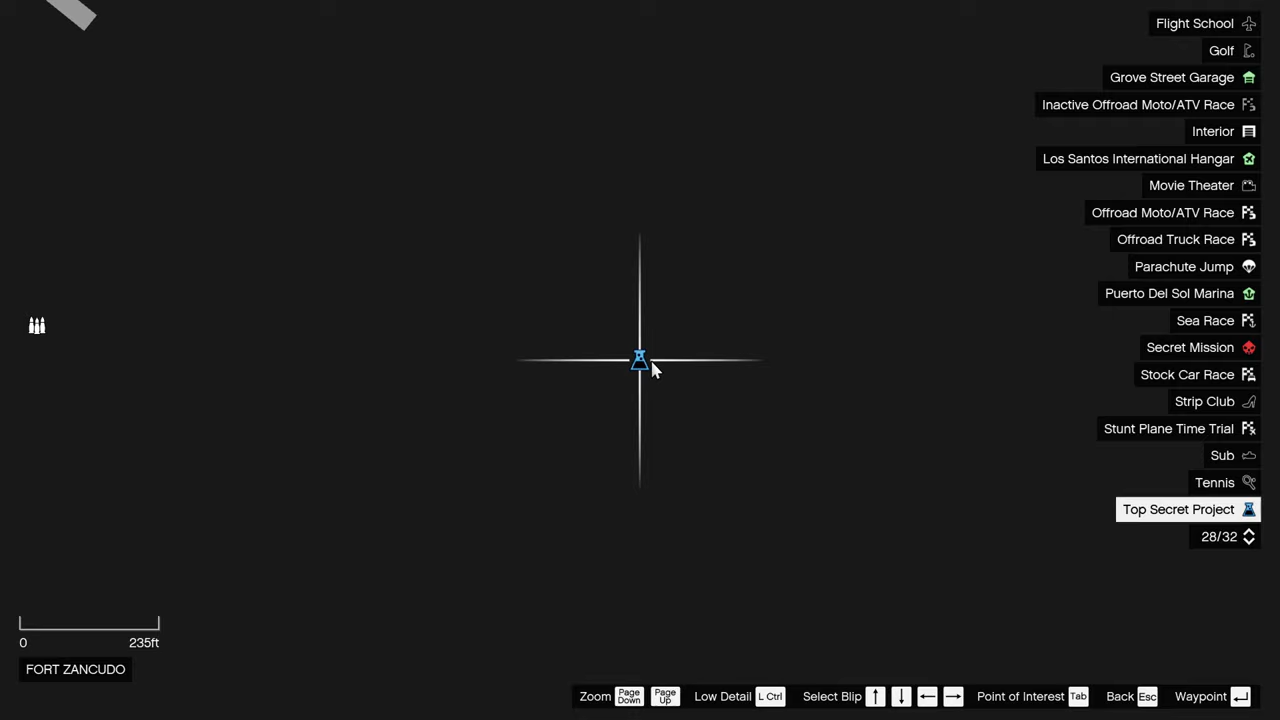 Flight School
Golf
Grove Street Garage
Inactive Offroad Moto/ATV Race
Interior
Los Santos International Hangar
Movie Theater
Offroad Moto/ATV Race
Offroad Truck Race
Parachute Jump
Puerto Del Sol Marina
Sea Race
Secret Mission
Stock Car Race
Strip Club
Stunt Plane Time Trial
Sub
Tennis
Top Secret Project
28/32
0 235ft
FORT ZANCUDO
Zoom Page Down Page Up Low Detail L Ctrl Select Blip ↑ ↓ ← → Point of Interest Tab Back Esc Waypoint ↵